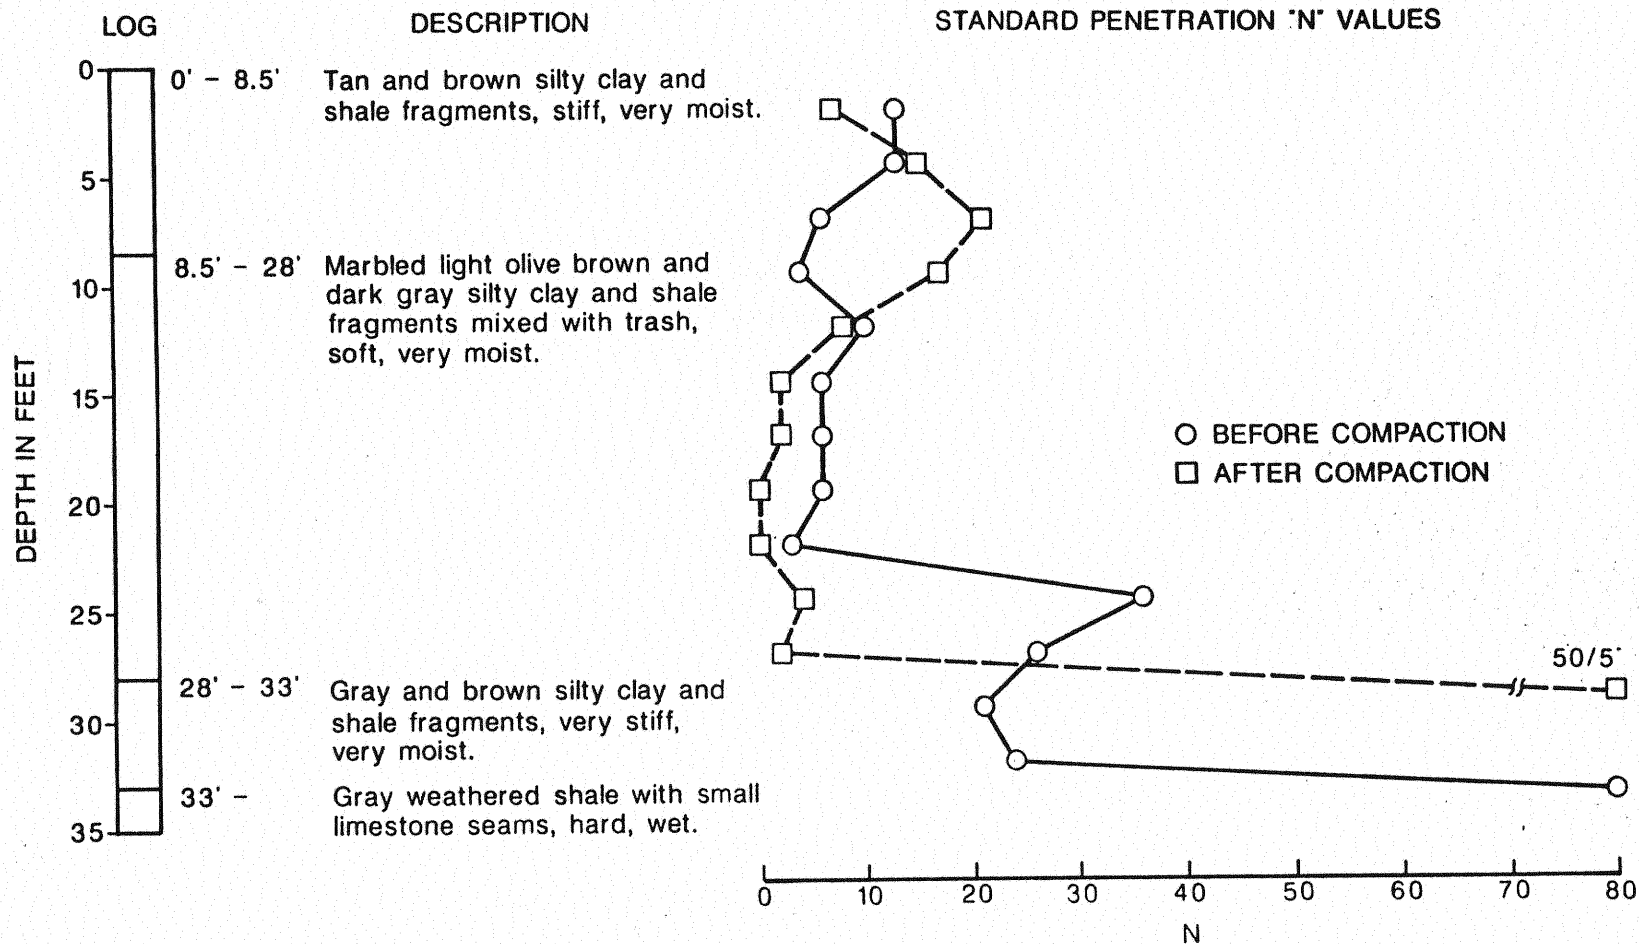 LOG
DESCRIPTION
STANDARD PENETRATION "N" VALUES
0
0' - 8.5'
Tan and brown silty clay and
shale fragments, stiff, very moist.
5
8.5' - 28'
Marbled light olive brown and
dark gray silty clay and shale
fragments mixed with trash,
soft, very moist.
10
15
20
25
DEPTH IN FEET
BEFORE COMPACTION
AFTER COMPACTION
50/5"
28' - 33'
Gray and brown silty clay and
shale fragments, very stiff,
very moist.
30
33' -
Gray weathered shale with small
limestone seams, hard, wet.
35
0 10 20 30 40 50 60 70 80
N